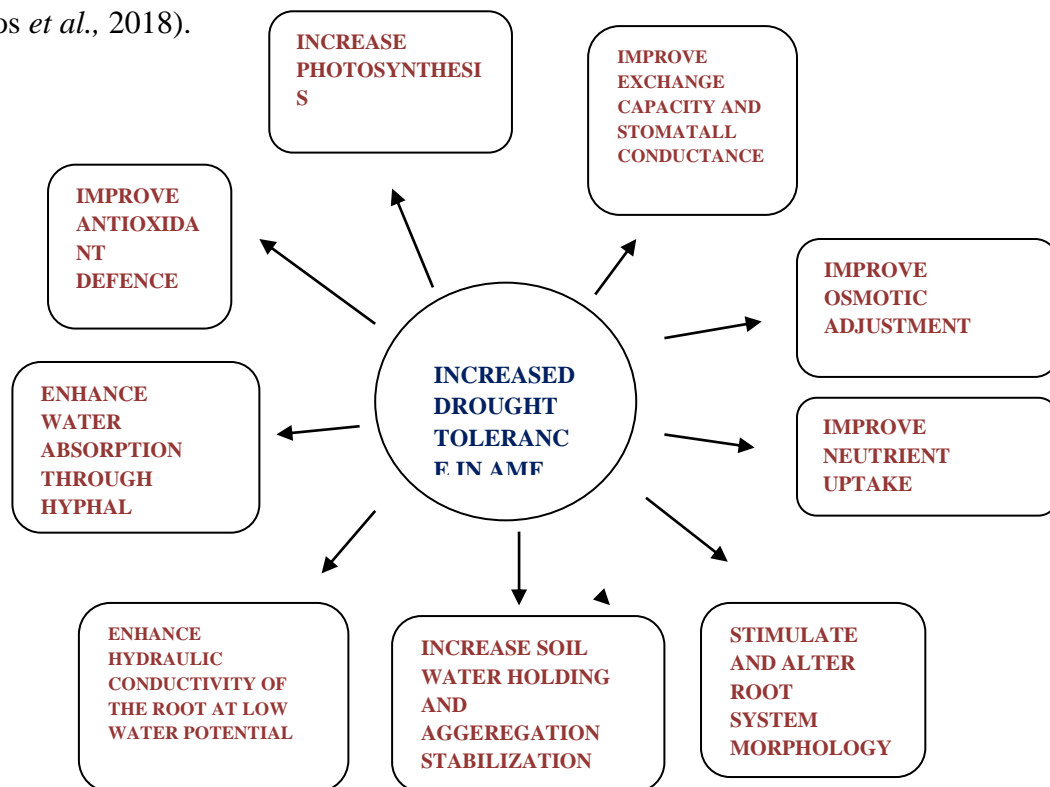 os et al., 2018).
INCREASE
PHOTOSYNTHESI
S
IMPROVE
EXCHANGE
CAPACITY AND
STOMATALL
CONDUCTANCE
IMPROVE
ANTIOXIDA
NT
DEFENCE
IMPROVE
OSMOTIC
ADJUSTMENT
INCREASED
DROUGHT
TOLERANC
E IN AMF
ENHANCE
WATER
ABSORPTION
THROUGH
HYPHAL
IMPROVE
NEUTRIENT
UPTAKE
ENHANCE
HYDRAULIC
CONDUCTIVITY OF
THE ROOT AT LOW
WATER POTENTIAL
INCREASE SOIL
WATER HOLDING
AND
AGGEREGATION
STABILIZATION
STIMULATE
AND ALTER
ROOT
SYSTEM
MORPHOLOGY